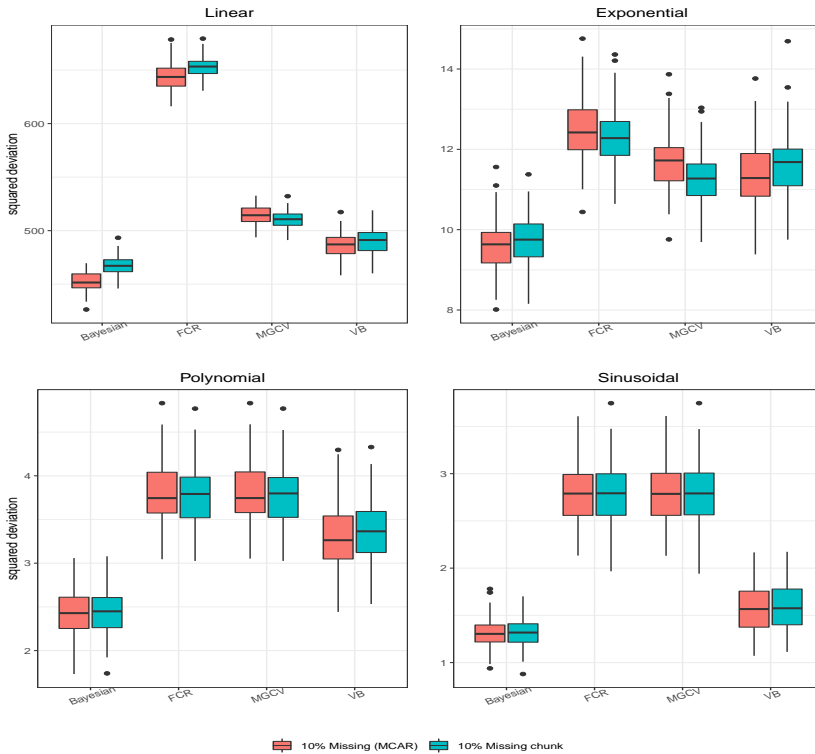 Linear
Exponential
squared deviation
600
500
Bayesian
FCR
MGCV
VB
14
12
10
8
Bayesian
FCR
MGCV
VB
Polynomial
Sinusoidal
squared deviation
4
3
2
Bayesian
FCR
MGCV
VB
3
2
1
Bayesian
FCR
MGCV
VB
10% Missing (MCAR) 10% Missing chunk